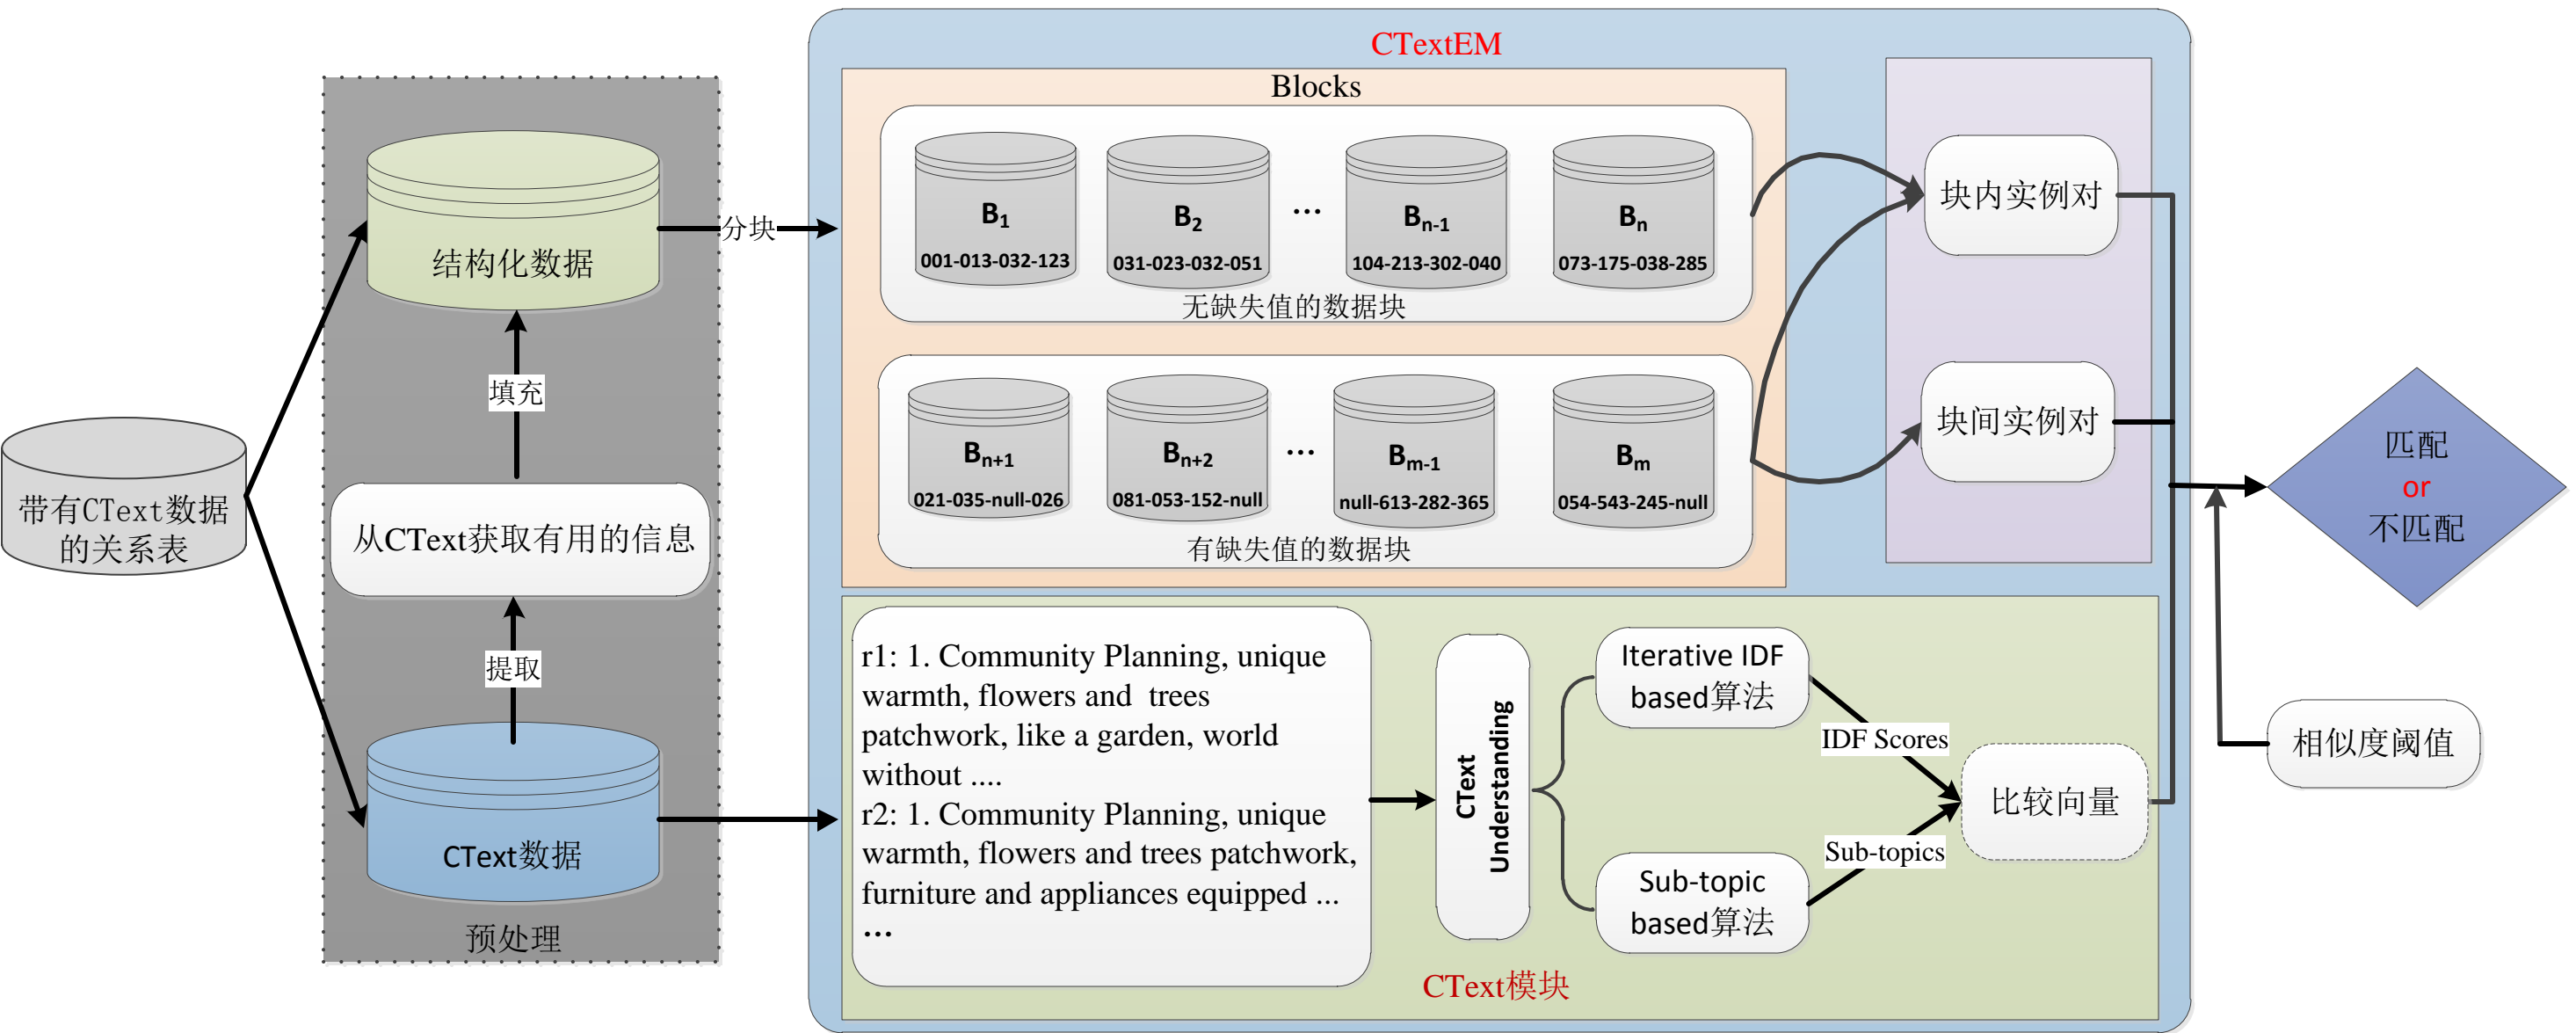 带有CText数据
的关系表
结构化数据
填充
从CText获取有用的信息
提取
CText数据
预处理
分块
CTextEM
Blocks
B1
001-013-032-123
B2
031-023-032-051
...
Bn-1
104-213-302-040
Bn
073-175-038-285
无缺失值的数据块
Bn+1
021-035-null-026
Bn+2
081-053-152-null
...
Bm-1
null-613-282-365
Bm
054-543-245-null
有缺失值的数据块
块内实例对
块间实例对
r1: 1. Community Planning, unique
warmth, flowers and trees
patchwork, like a garden, world
without ....
r2: 1. Community Planning, unique
warmth, flowers and trees patchwork,
furniture and appliances equipped ...
...
CText
Understanding
Iterative IDF
based算法
Sub-topic
based算法
IDF Scores
Sub-topics
比较向量
CText模块
匹配
or
不匹配
相似度阈值